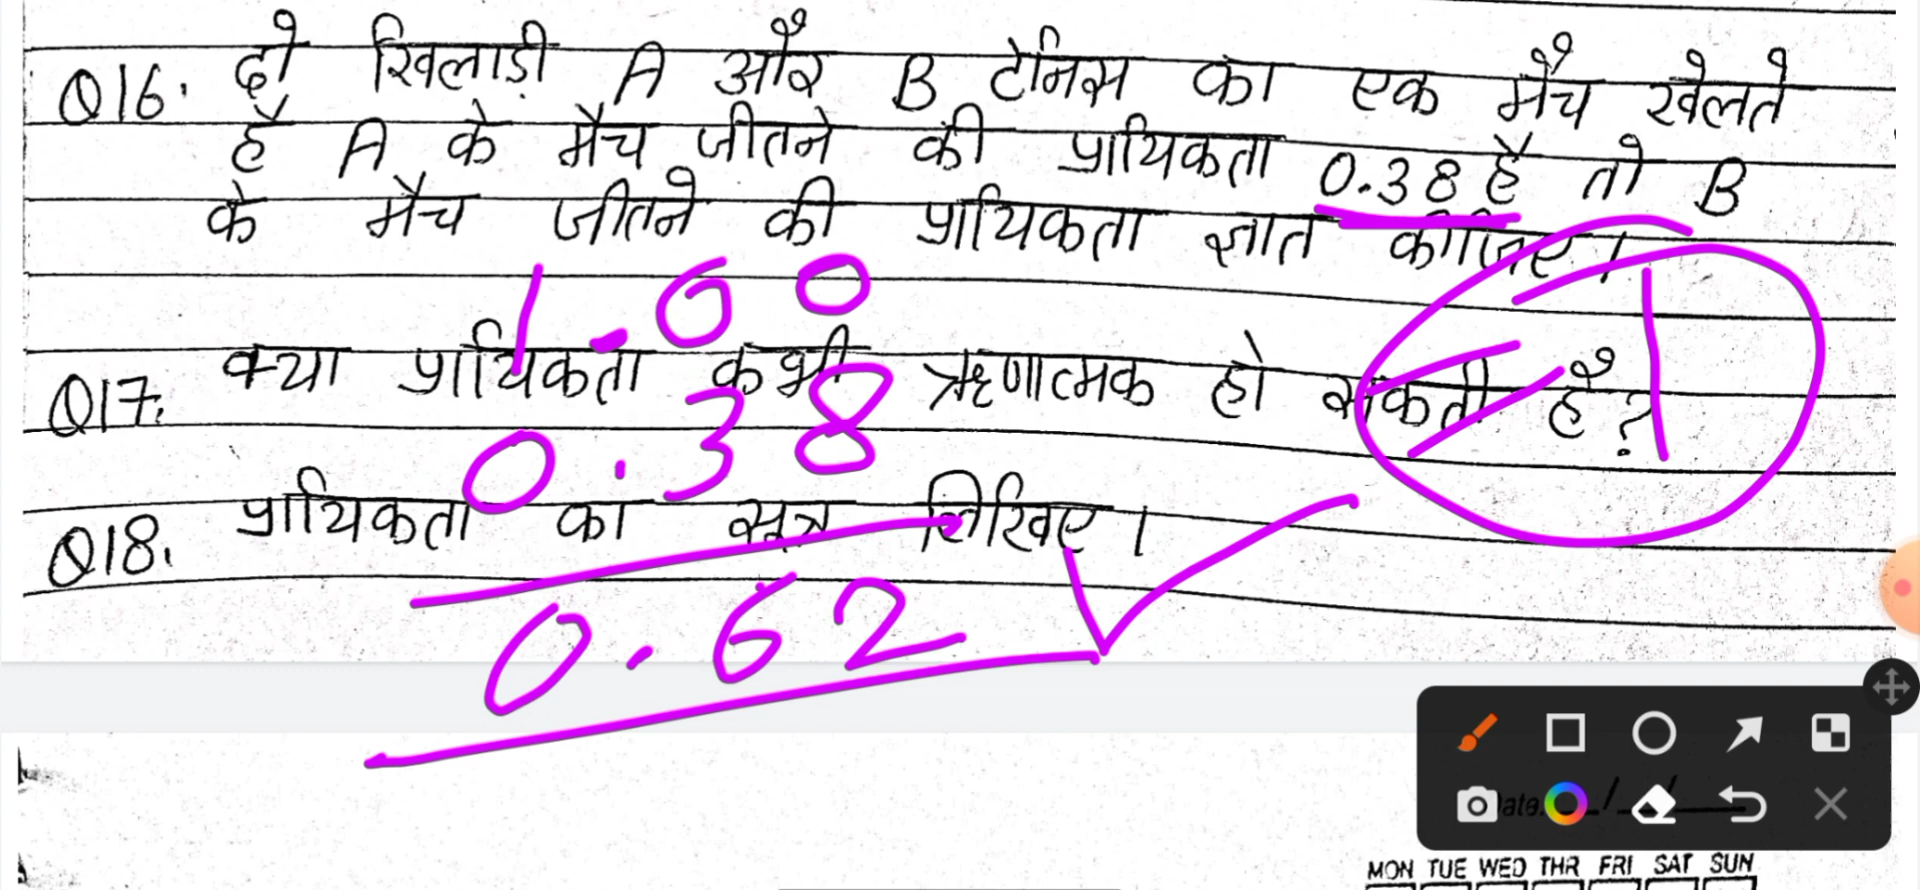 Q16. दो खिलाड़ी A और B टेनिस का एक मैच खेलते
है A के मैच जीतने की प्रायिकता 0.38 है तो B
के मैच जीतने की प्रायिकता ज्ञात कीजिए।
1.00
Q17. क्या प्रायिकता कभी ऋणात्मक हो सकती है?
0.38
Q18. प्रायिकता का सूत्र लिखिए।
0.62
Date / /
MON TUE WED THR FRI SAT SUN